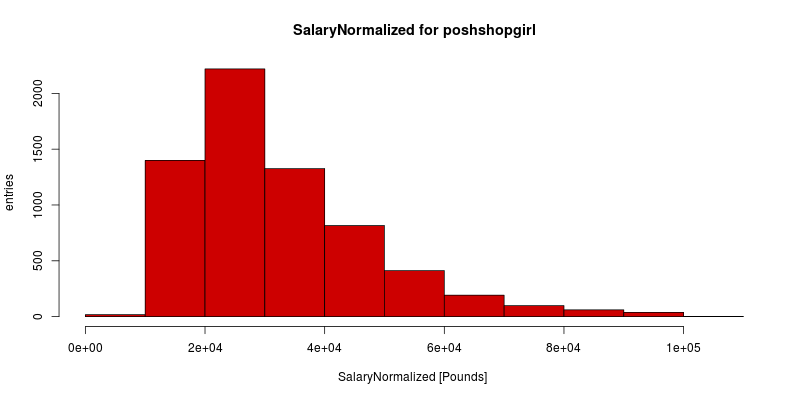 SalaryNormalized for poshshopgirl
entries
2000
1500
1000
500
0
0e+00 2e+04 4e+04 6e+04 8e+04 1e+05
SalaryNormalized [Pounds]